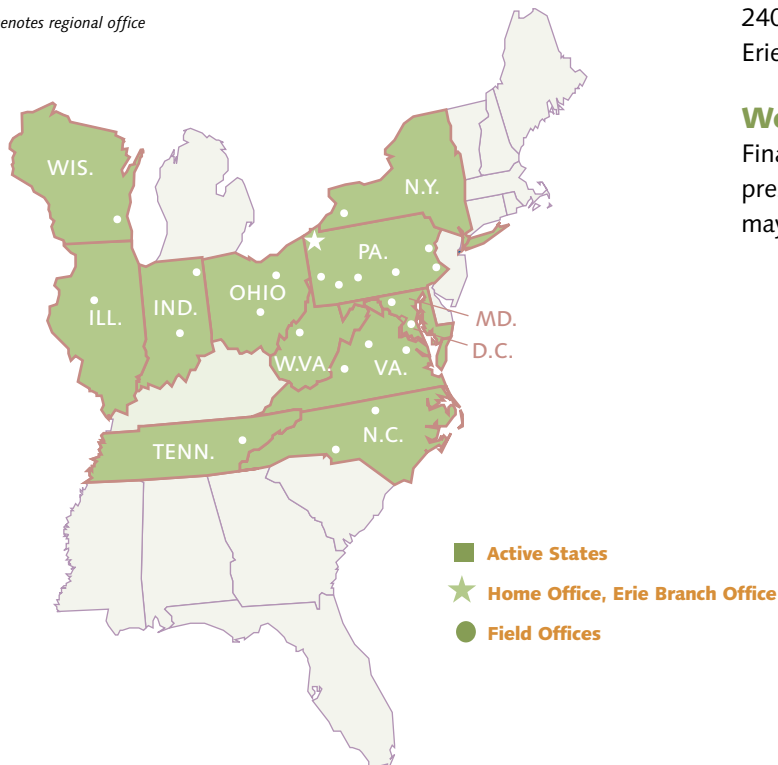 enotes regional office
240
Erie
We
Fina
pre
may
WIS.
N.Y.
PA.
OHIO
IND.
ILL.
MD.
D.C.
W.VA.
VA.
N.C.
TENN.
Active States
Home Office, Erie Branch Office
Field Offices